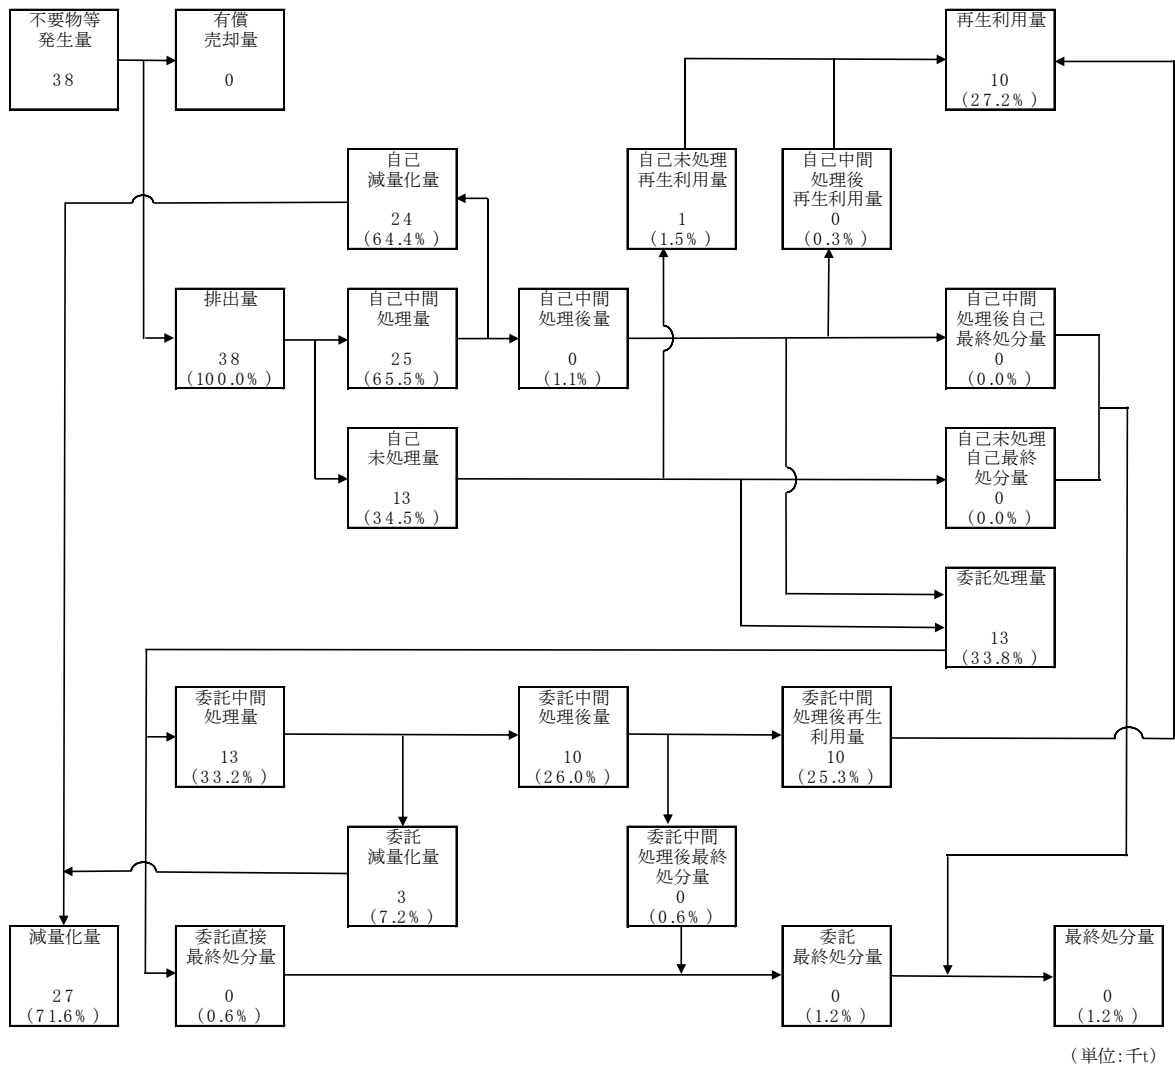 不要物等
発生量
38
有償
売却量
0
再生利用量
10
(27.2%)
自己
減量化量
24
(64.4%)
自己未処理
再生利用量
1
(1.5%)
自己中間
処理後
再生利用量
0
(0.3%)
排出量
38
(100.0%)
自己中間
処理量
25
(65.5%)
自己中間
処理後量
0
(1.1%)
自己中間
処理後自己
最終処分量
0
(0.0%)
自己
未処理量
13
(34.5%)
自己未処理
自己最終
処分量
0
(0.0%)
委託処理量
13
(33.8%)
委託中間
処理量
13
(33.2%)
委託中間
処理後量
10
(26.0%)
委託中間
処理後再生
利用量
10
(25.3%)
委託
減量化量
3
(7.2%)
委託中間
処理後最終
処分量
0
(0.6%)
減量化量
27
(71.6%)
委託直接
最終処分量
0
(0.6%)
委託
最終処分量
0
(1.2%)
最終処分量
0
(1.2%)
(単位:千t)